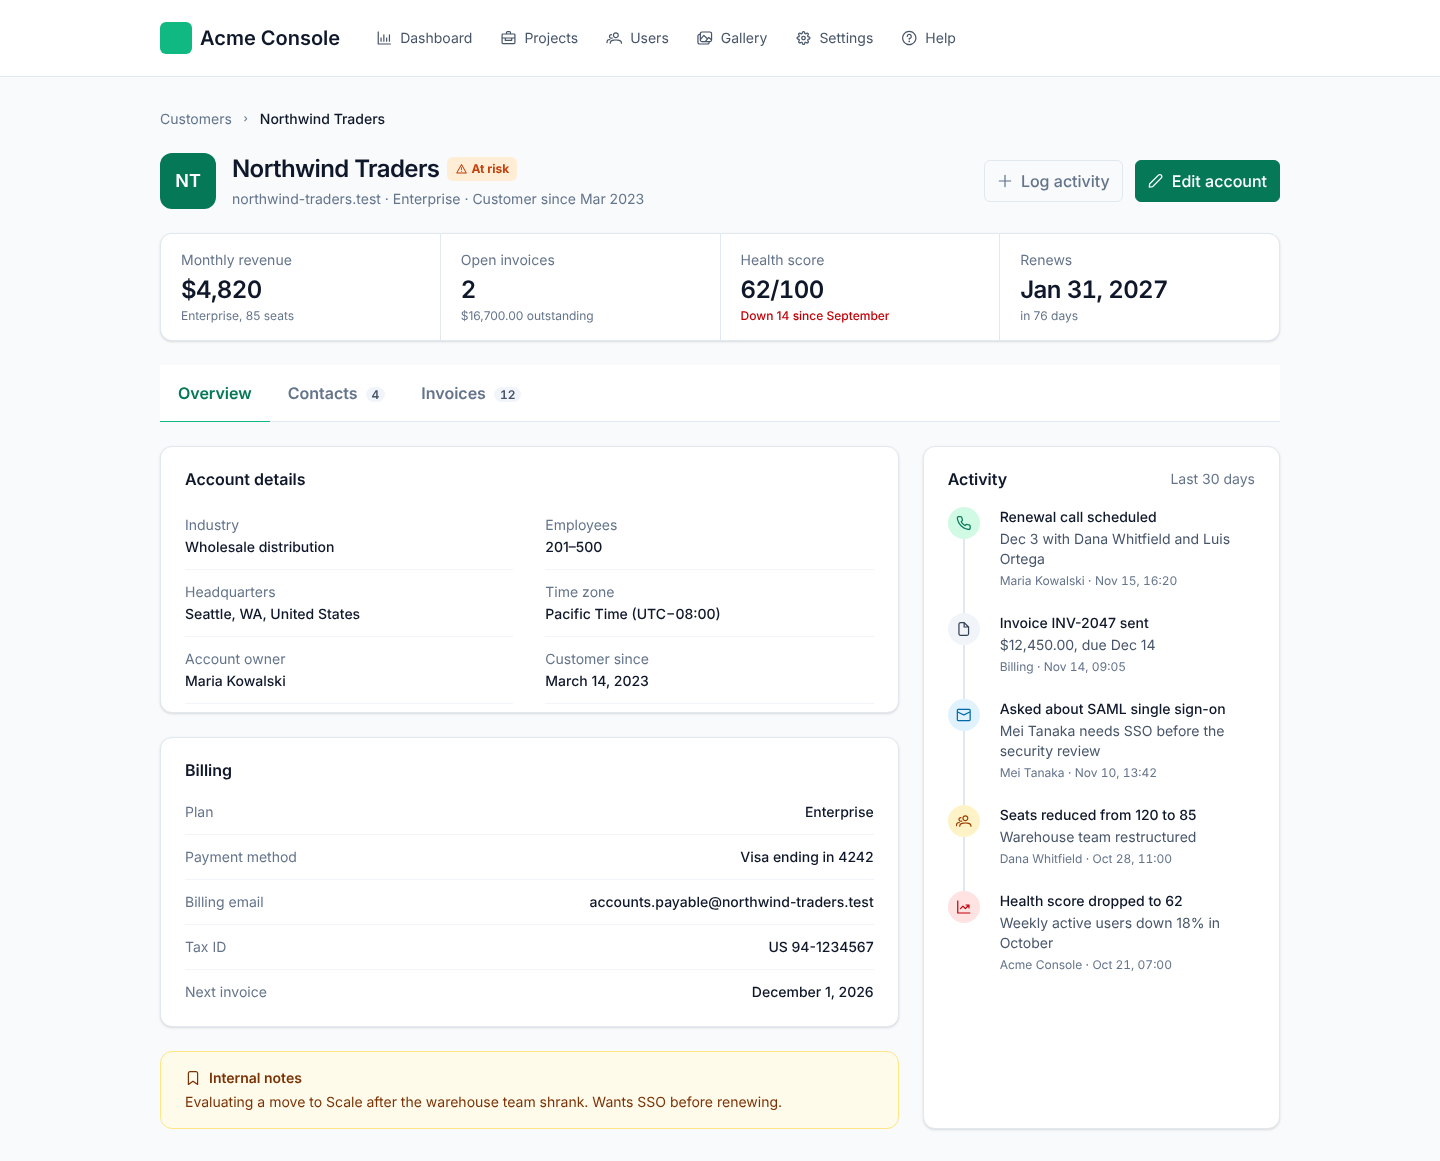 Acme Console
Dashboard
Projects
Users
Gallery
Settings
Help
Customers › Northwind Traders
NT
Northwind Traders
At risk
northwind-traders.test · Enterprise · Customer since Mar 2023
Log activity
Edit account
Monthly revenue
$4,820
Enterprise, 85 seats
Open invoices
2
$16,700.00 outstanding
Health score
62/100
Down 14 since September
Renews
Jan 31, 2027
in 76 days
Overview
Contacts 4
Invoices 12
Account details
Industry
Wholesale distribution
Employees
201–500
Headquarters
Seattle, WA, United States
Time zone
Pacific Time (UTC−08:00)
Account owner
Maria Kowalski
Customer since
March 14, 2023
Billing
Plan
Enterprise
Payment method
Visa ending in 4242
Billing email
accounts.payable@northwind-traders.test
Tax ID
US 94-1234567
Next invoice
December 1, 2026
Internal notes
Evaluating a move to Scale after the warehouse team shrank. Wants SSO before renewing.
Activity
Last 30 days
Renewal call scheduled
Dec 3 with Dana Whitfield and Luis
Ortega
Maria Kowalski · Nov 15, 16:20
Invoice INV-2047 sent
$12,450.00, due Dec 14
Billing · Nov 14, 09:05
Asked about SAML single sign-on
Mei Tanaka needs SSO before the
security review
Mei Tanaka · Nov 10, 13:42
Seats reduced from 120 to 85
Warehouse team restructured
Dana Whitfield · Oct 28, 11:00
Health score dropped to 62
Weekly active users down 18% in
October
Acme Console · Oct 21, 07:00